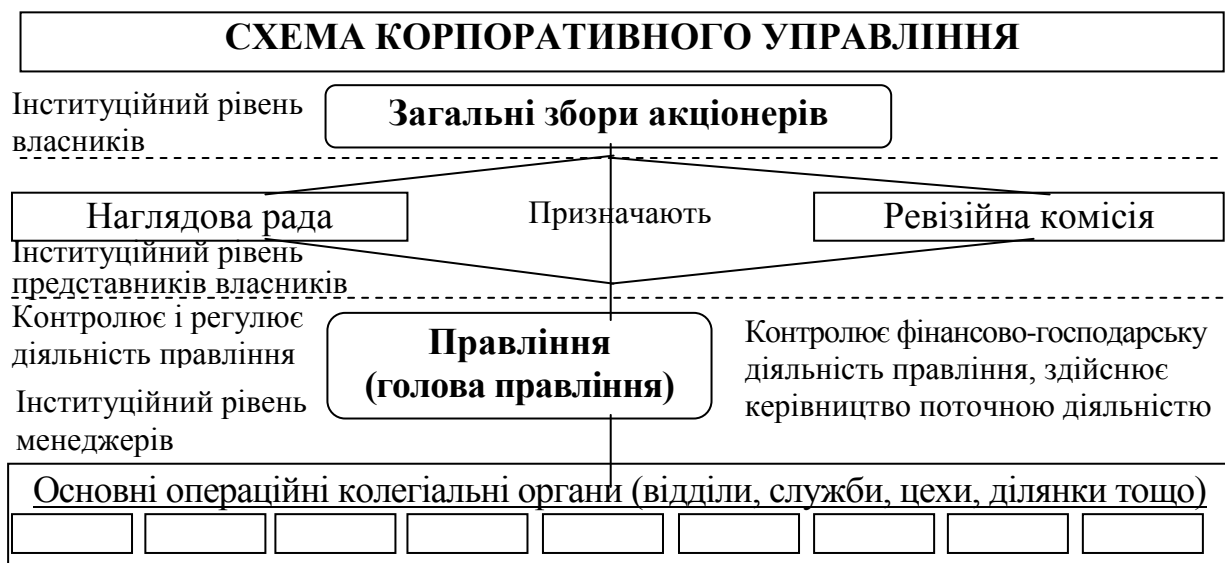 СХЕМА КОРПОРАТИВНОГО УПРАВЛІННЯ
Інституційний рівень
власників
Загальні збори акціонерів
Наглядова рада
Призначають
Ревізійна комісія
Інституційний рівень
представників власників
Контролює і регулює
діяльність правління
Правління
(голова правління)
Контролює фінансово-господарську
діяльність правління, здійснює
керівництво поточною діяльністю
Інституційний рівень
менеджерів
Основні операційні колегіальні органи (відділи, служби, цехи, ділянки тощо)